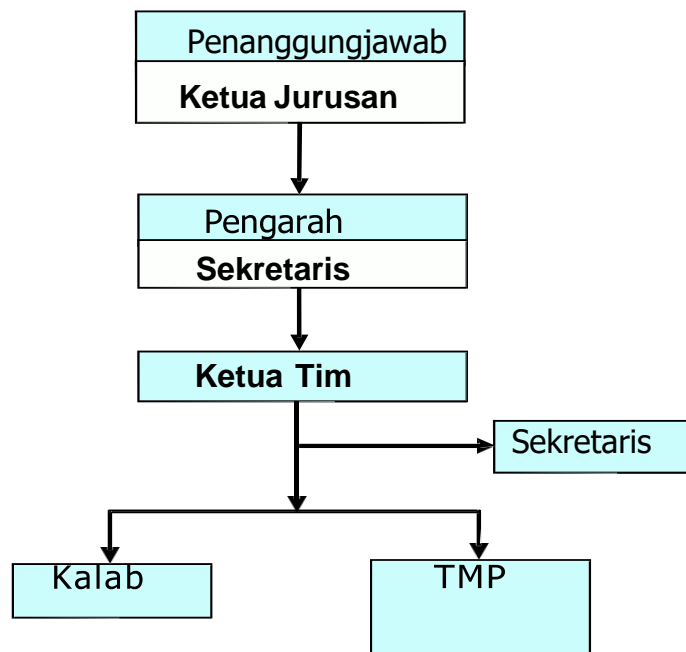 Penanggungjawab
Ketua Jurusan
Pengarah
Sekretaris
Ketua Tim
Sekretaris
Kalab
TMP